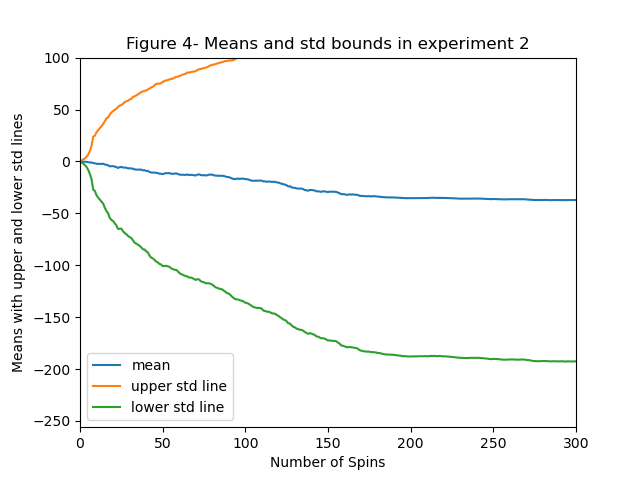 Figure 4- Means and std bounds in experiment 2
Means with upper and lower std lines
100
50
0
−50
−100
−150
−200
−250
mean
upper std line
lower std line
0 50 100 150 200 250 300
Number of Spins